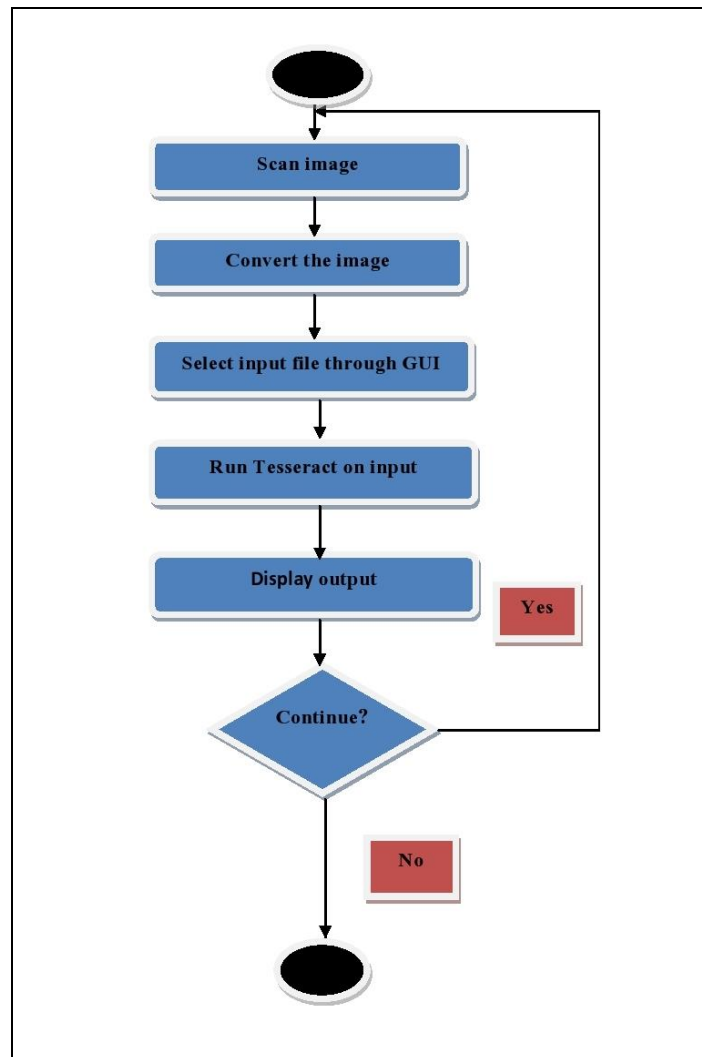 Scan image
Convert the image
Select input file through GUI
Run Tesseract on input
Display output
Yes
Continue?
No